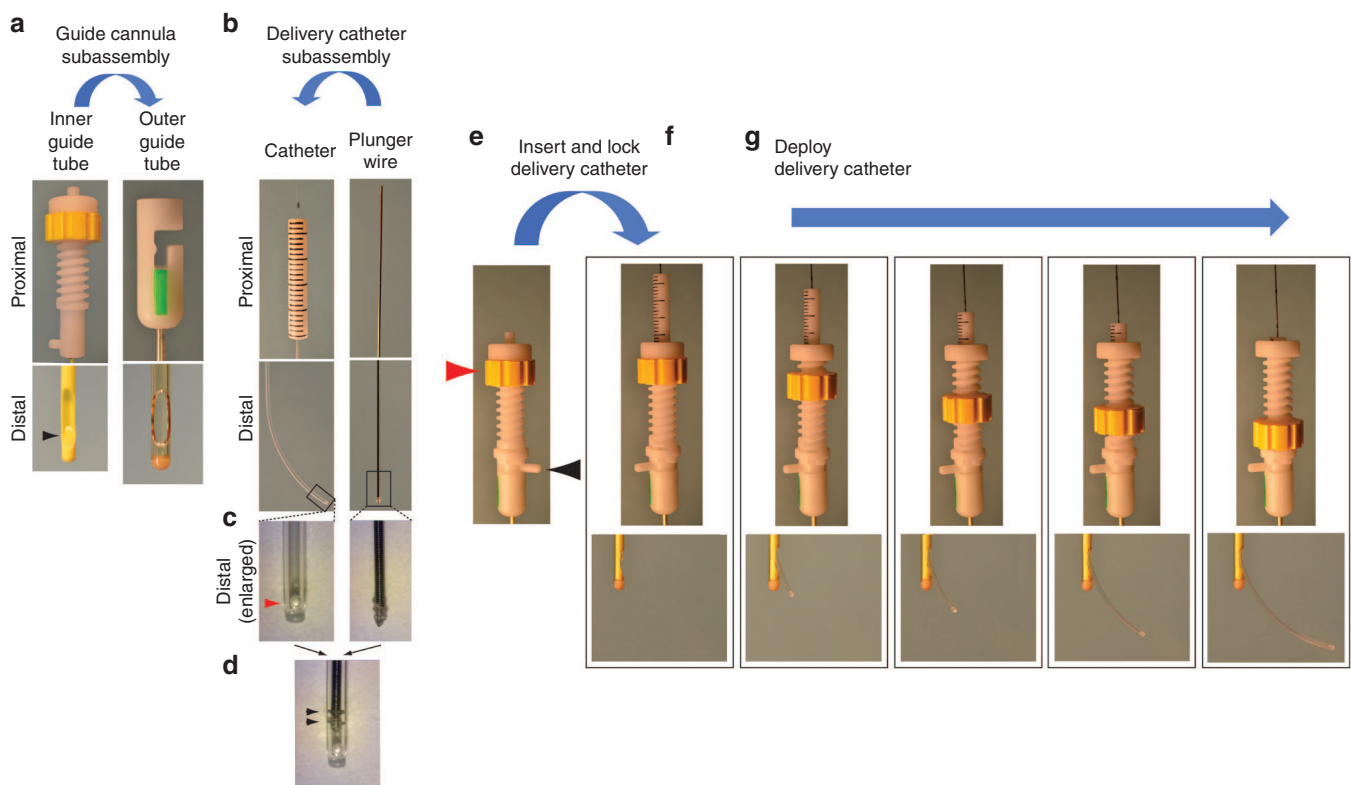 a
Guide cannula
subassembly
Inner
guide
tube
Outer
guide
tube
Proximal
Distal
b
Delivery catheter
subassembly
Catheter
Plunger
wire
Proximal
Distal
c
Distal
(enlarged)
d
e
Insert and lock
delivery catheter
f
g
Deploy
delivery catheter